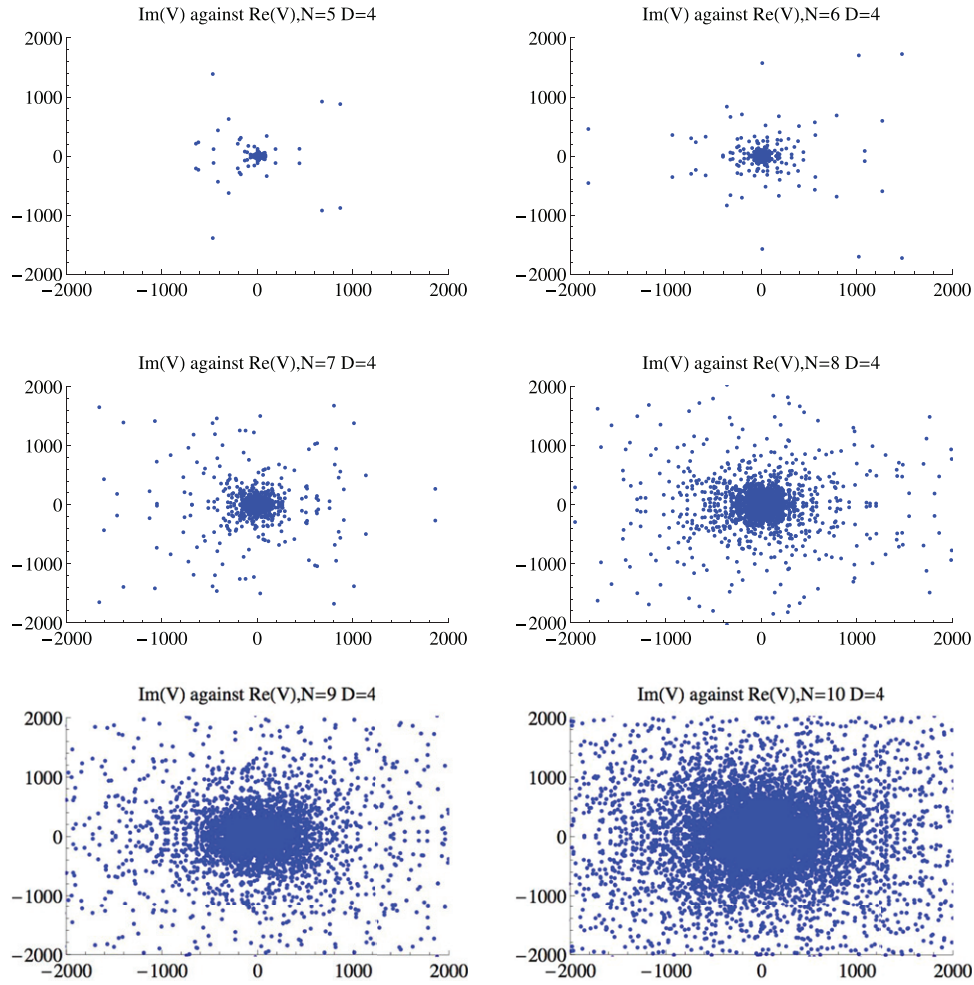 Im(V) against Re(V),N=5 D=4
2000
1000
0
−1000
−2000
−2000 −1000 0 1000 2000
Im(V) against Re(V),N=6 D=4
2000
1000
0
−1000
−2000
−2000 −1000 0 1000 2000
Im(V) against Re(V),N=7 D=4
2000
1000
0
−1000
−2000
−2000 −1000 0 1000 2000
Im(V) against Re(V),N=8 D=4
2000
1000
0
−1000
−2000
−2000 −1000 0 1000 2000
Im(V) against Re(V),N=9 D=4
2000
1000
0
−1000
−2000
−2000 −1000 0 1000 2000
Im(V) against Re(V),N=10 D=4
2000
1000
0
−1000
−2000
−2000 −1000 0 1000 2000